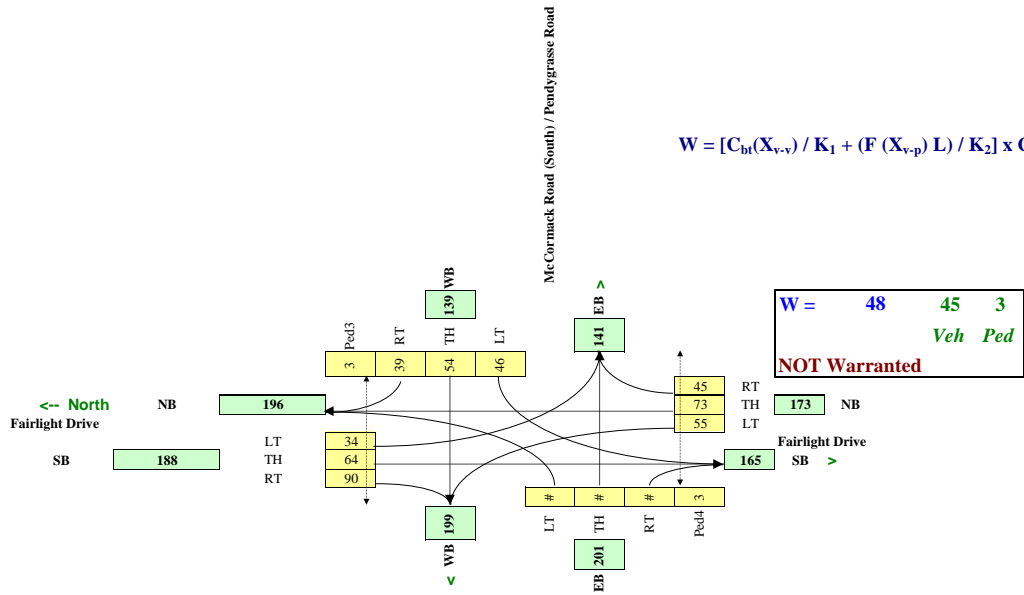 McCormack Road (South) / Pendygrasse Road
W = [Cbt(Xv-v) / K1 + (F (Xv-p) L) / K2] x C
W = 48 45 3
Veh Ped
NOT Warranted
139 WB
EB >
141
Ped3 RT TH LT
3 39 54 46
<-- North NB 196
Fairlight Drive
SB 188
LT 34
TH 64
RT 90
45 RT
73 TH 173 NB
55 LT
Fairlight Drive
165 SB >
# # # 3
LT TH RT Ped4
WB 199
<
EB 201